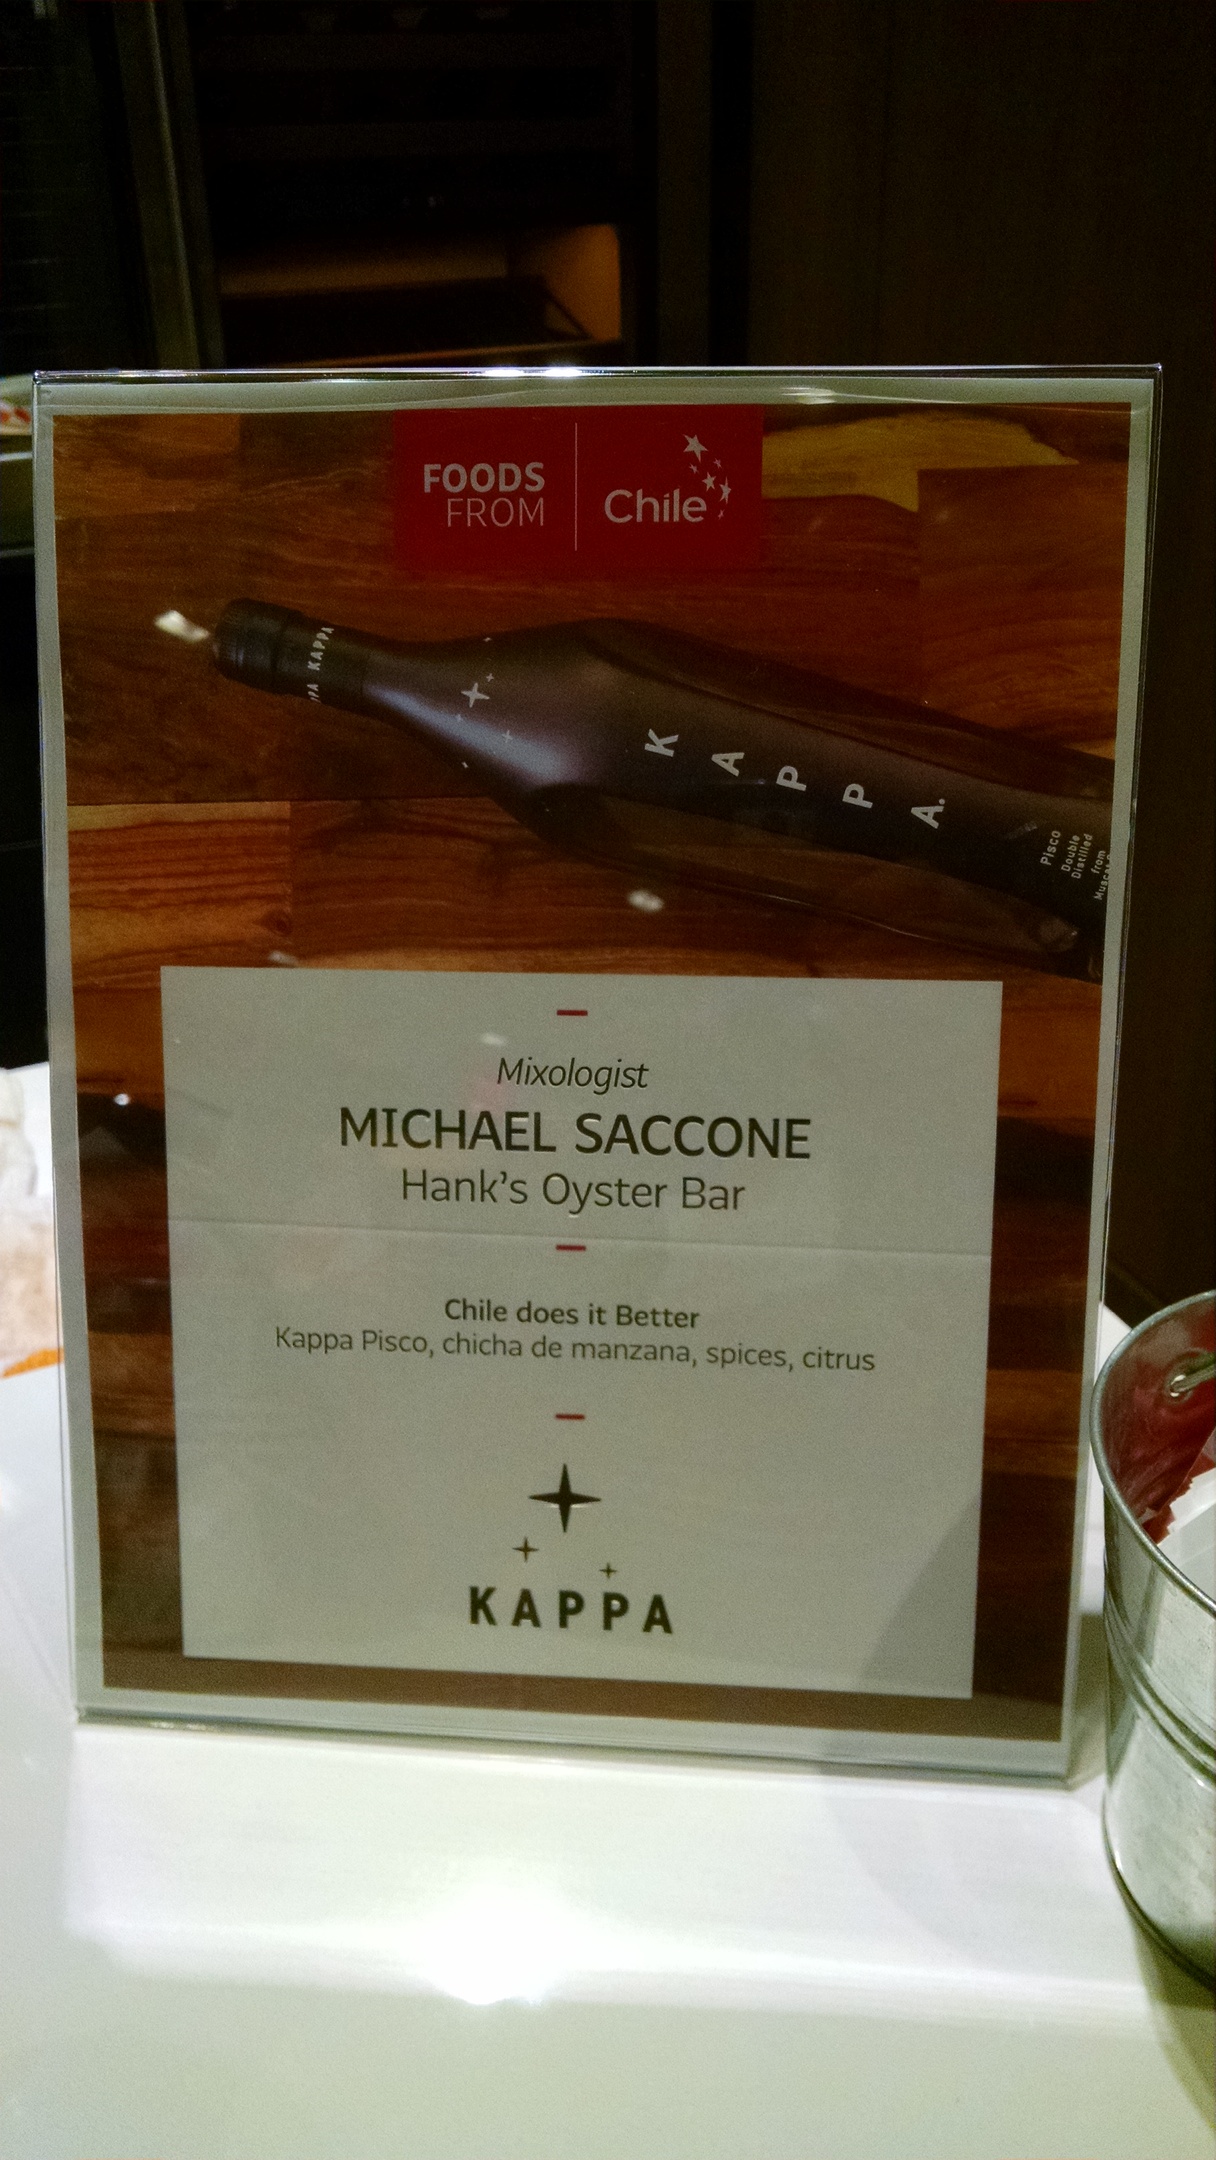 FOODS
FROM
Chile
KAPPA
K A P P A.
Pisco
Double
Distilled
from
Mixologist
MICHAEL SACCONE
Hank's Oyster Bar
Chile does it Better
Kappa Pisco, chicha de manzana, spices, citrus
KAPPA